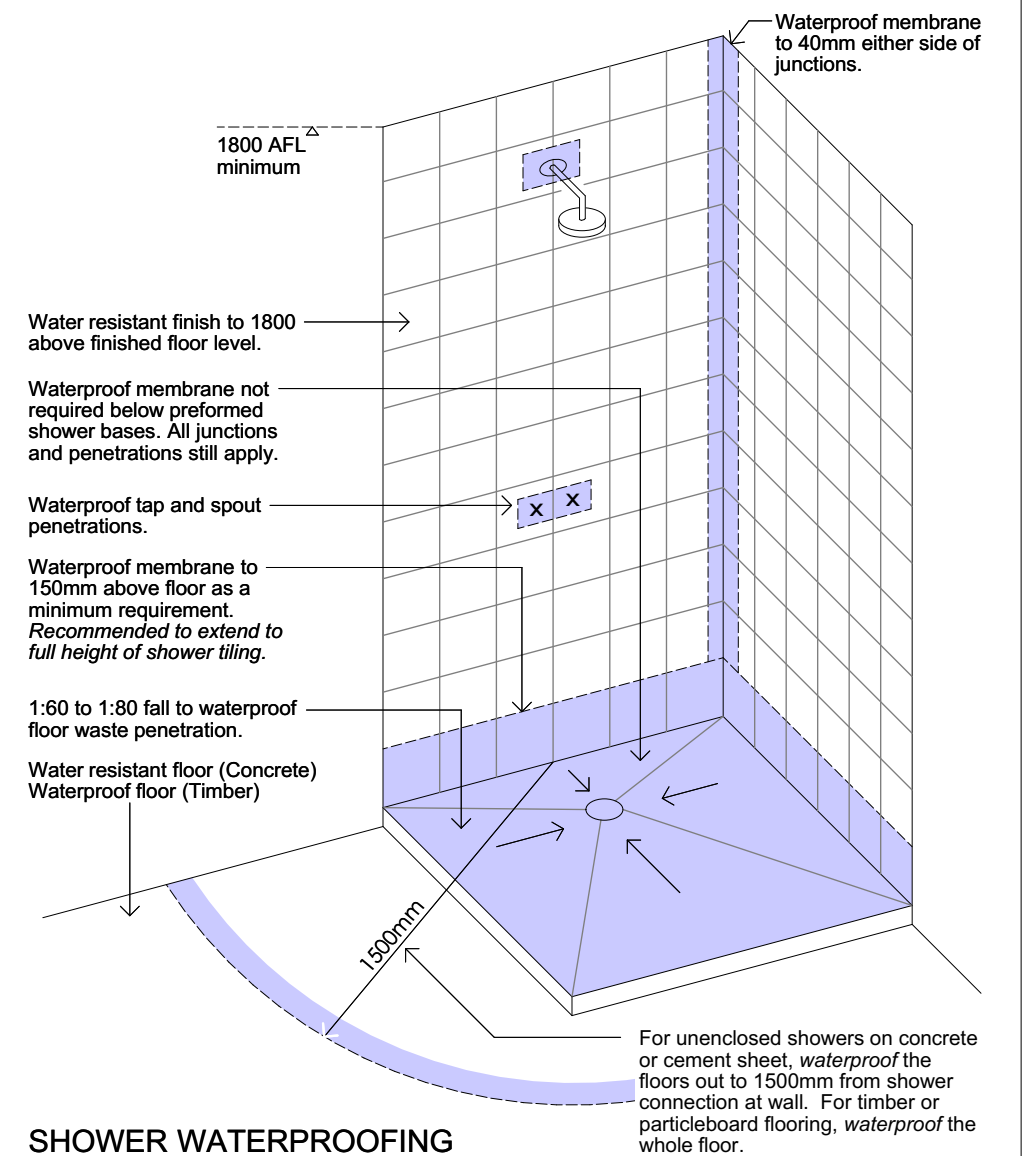 Waterproof membrane
to 40mm either side of
junctions.
1800 AFL
minimum
Water resistant finish to 1800
above finished floor level.
Waterproof membrane not
required below preformed
shower bases. All junctions
and penetrations still apply.
Waterproof tap and spout
penetrations.
x x
Waterproof membrane to
150mm above floor as a
minimum requirement.
Recommended to extend to
full height of shower tiling.
1:60 to 1:80 fall to waterproof
floor waste penetration.
Water resistant floor (Concrete)
Waterproof floor (Timber)
1500mm
For unenclosed showers on concrete
or cement sheet, waterproof the
floors out to 1500mm from shower
connection at wall. For timber or
particleboard flooring, waterproof the
whole floor.
SHOWER WATERPROOFING